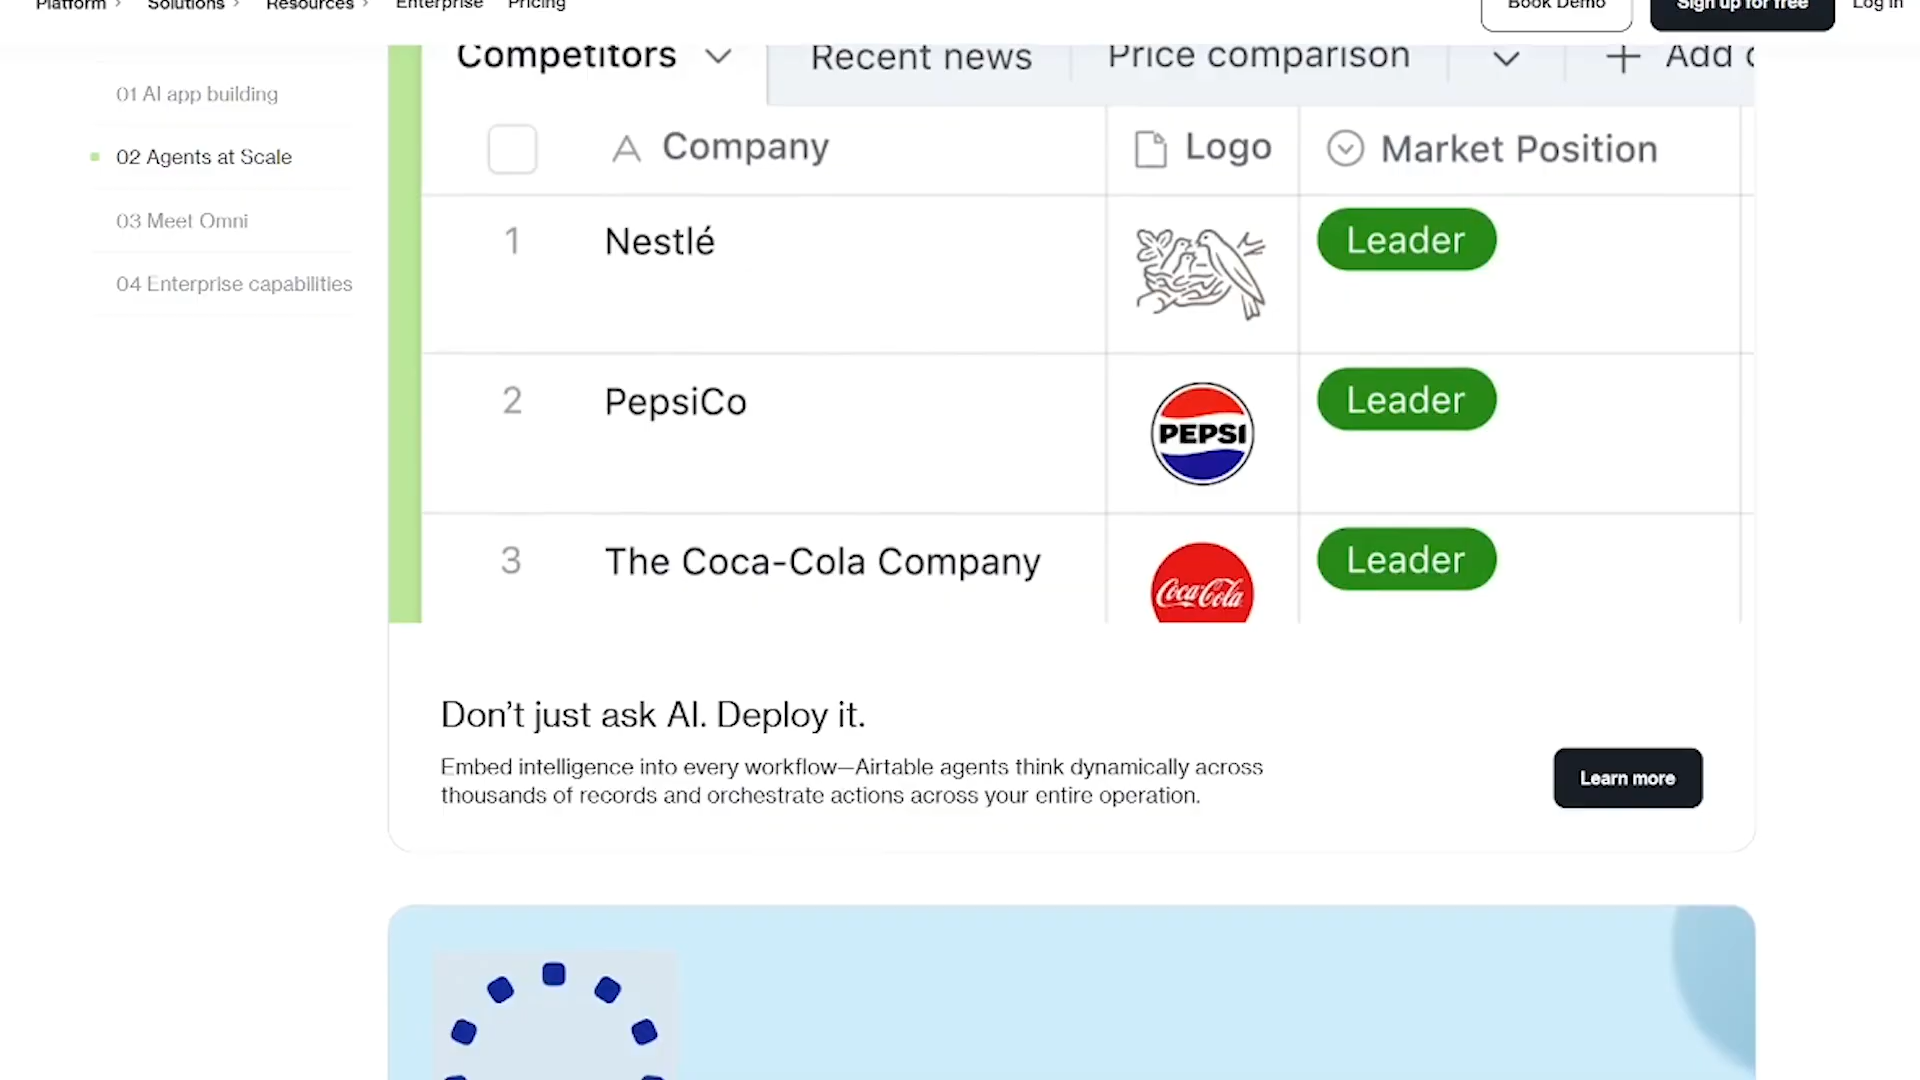 Platform
Solutions
Resources
Enterprise
Pricing
Book Demo
Sign up for free
Log in
01 AI app building
02 Agents at Scale
03 Meet Omni
04 Enterprise capabilities
Competitors
Recent news
Price comparison
Add
Company
Logo
Market Position
1
Nestlé
Leader
2
PepsiCo
PEPSI
Leader
3
The Coca-Cola Company
Coca-Cola
Leader
Don’t just ask AI. Deploy it.
Embed intelligence into every workflow—Airtable agents think dynamically across
thousands of records and orchestrate actions across your entire operation.
Learn more